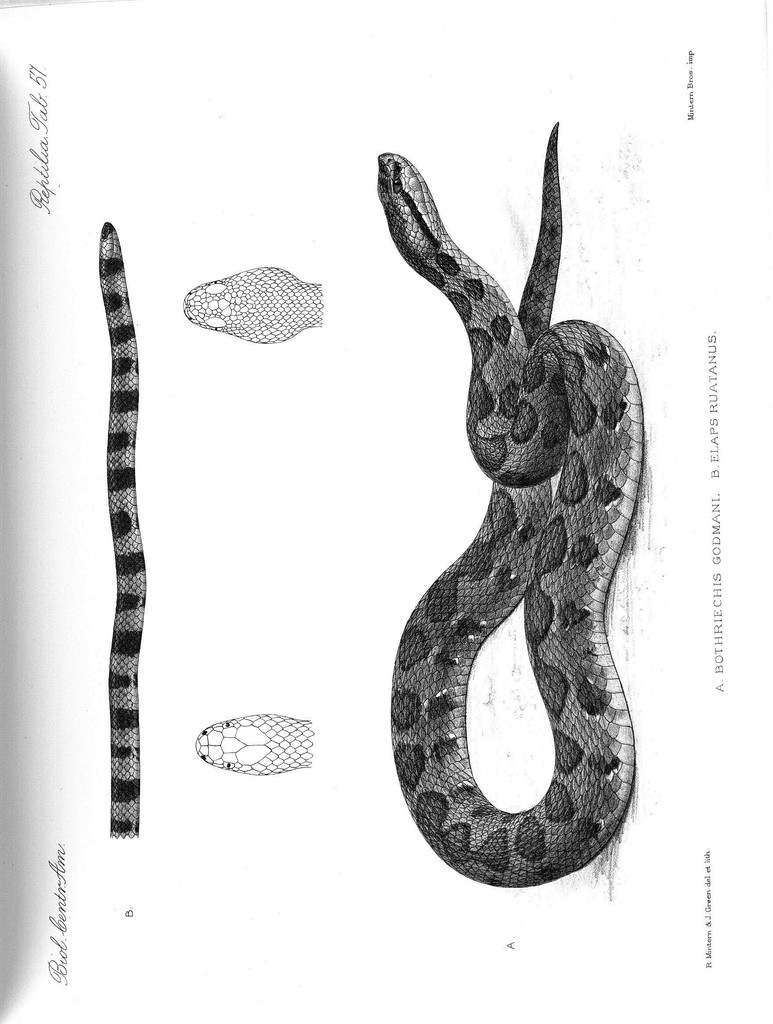 Biol. Centr. Am.
Reptilia. Tab. 57.
B.
A.
R. Mintern & J. Green del. et lith.
Mintern Bros. imp.
A. BOTHRIECHIS GODMANI. B. ELAPS RUATANUS.